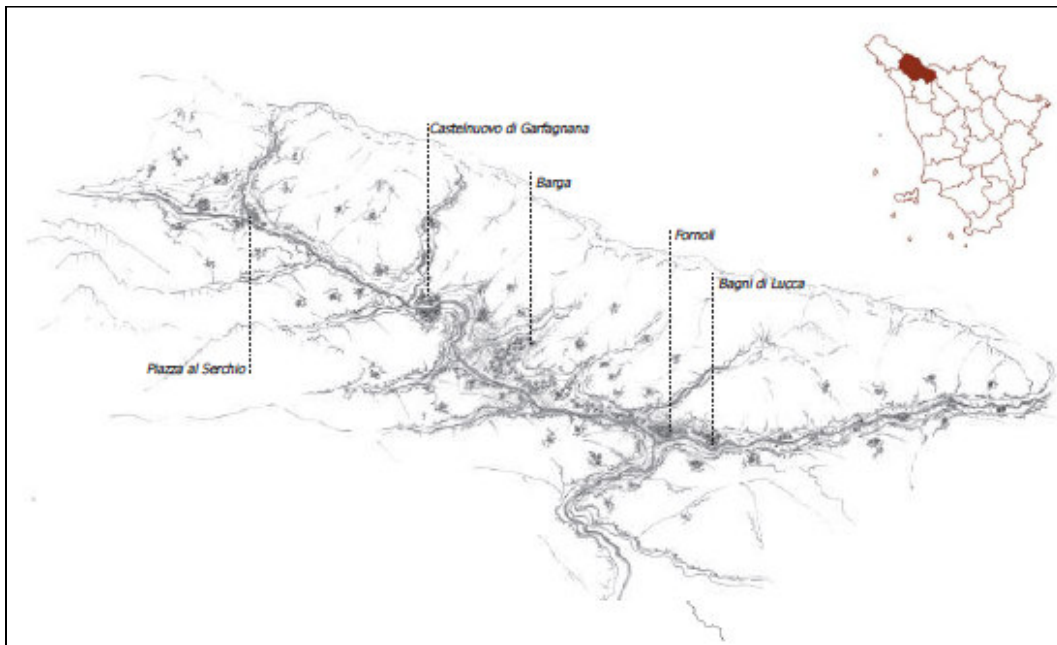 Castelnuovo di Garfagnana
Barga
Fornoli
Bagni di Lucca
Piazza al Serchio